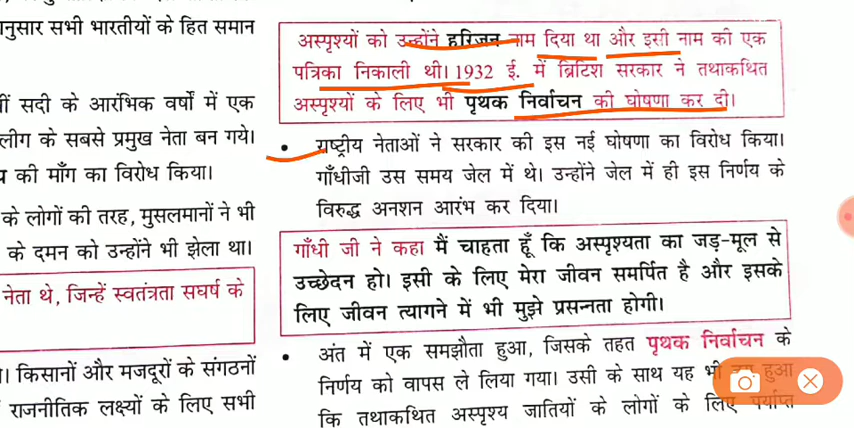 नुसार सभी भारतीयों के हित समान
ीं सदी के आरंभिक वर्षों में एक
लीग के सबसे प्रमुख नेता बन गये।
की माँग का विरोध किया।
के लोगों की तरह, मुसलमानों ने भी
के दमन को उन्होंने भी झेला था।
नेता थे, जिन्हें स्वतंत्रता सघर्ष के
। किसानों और मजदूरों के संगठनों
राजनीतिक लक्ष्यों के लिए सभी
अस्पृश्यों को उन्होंने हरिजन नाम दिया था और इसी नाम की एक
पत्रिका निकाली थी। 1932 ई. में ब्रिटिश सरकार ने तथाकथित
अस्पृश्यों के लिए भी पृथक निर्वाचन की घोषणा कर दी।
• राष्ट्रीय नेताओं ने सरकार की इस नई घोषणा का विरोध किया।
गाँधीजी उस समय जेल में थे। उन्होंने जेल में ही इस निर्णय के
विरुद्ध अनशन आरंभ कर दिया।
गाँधी जी ने कहा मैं चाहता हूँ कि अस्पृश्यता का जड़-मूल से
उच्छेदन हो। इसी के लिए मेरा जीवन समर्पित है और इसके
लिए जीवन त्यागने में भी मुझे प्रसन्नता होगी।
• अंत में एक समझौता हुआ, जिसके तहत पृथक निर्वाचन के
निर्णय को वापस ले लिया गया। उसी के साथ यह भी हुआ
कि तथाकथित अस्पृश्य जातियों के लोगों के लिए पर्याप्त